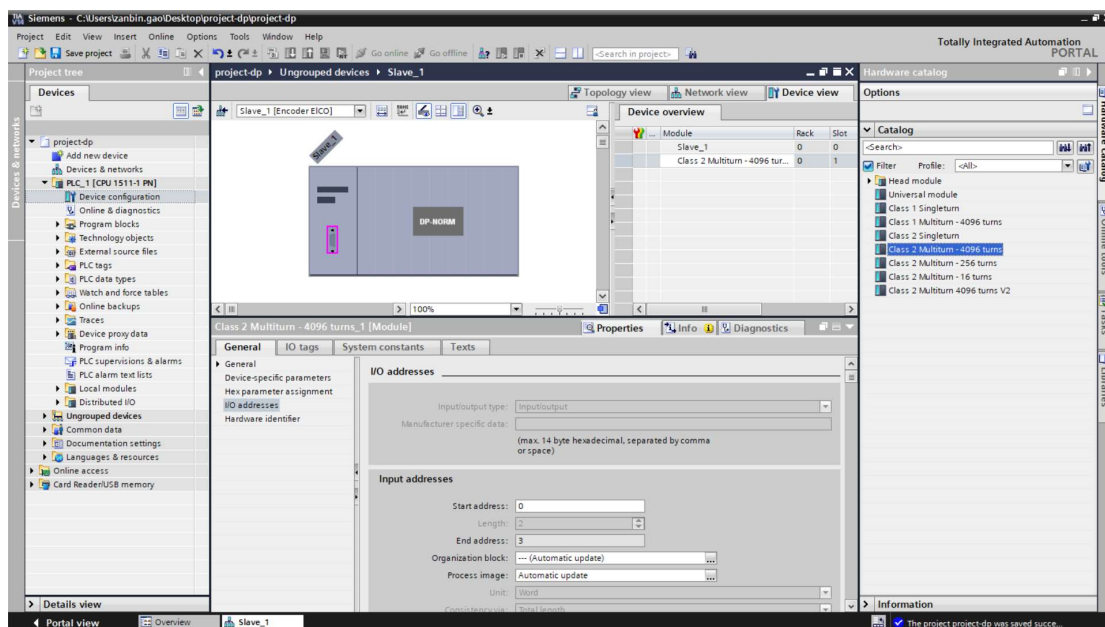 Siemens - C:\Users\zanbin.gao\Desktop\project-dp\project-dp
Project Edit View Insert Online Options Tools Window Help
Save project Go online Go offline <Search in project>
Totally Integrated Automation
PORTAL
Project tree
Devices
project-dp
Add new device
Devices & networks
PLC_1 [CPU 1511-1 PN]
Device configuration
Online & diagnostics
Program blocks
Technology objects
External source files
PLC tags
PLC data types
Watch and force tables
Online backups
Traces
Device proxy data
Program info
PLC supervisions & alarms
PLC alarm text lists
Local modules
Distributed I/O
Ungrouped devices
Common data
Documentation settings
Languages & resources
Online access
Card Reader/USB memory
Details view
Devices & networks
project-dp Ungrouped devices Slave_1
Topology view Network view Device view
Slave_1 [Encoder ElCO]
Slave_1
DP-NORM
100%
Device overview
... Module Rack Slot
Slave_1 0 0
Class 2 Multiturn - 4096 tur... 0 1
Class 2 Multiturn - 4096 turns_1 [Module]
Properties Info Diagnostics
General IO tags System constants Texts
General
Device-specific parameters
Hex parameter assignment
I/O addresses
Hardware identifier
I/O addresses
Input/output type: Input/output
Manufacturer specific data:
(max. 14 byte hexadecimal, separated by comma
or space)
Input addresses
Start address: 0
Length: 2
End address: 3
Organization block: --- (Automatic update)
Process image: Automatic update
Unit: Word
Consistency via: Total length
Hardware catalog
Options
Catalog
<Search>
Filter Profile: <All>
Head module
Universal module
Class 1 Singleturn
Class 1 Multiturn - 4096 turns
Class 2 Singleturn
Class 2 Multiturn - 4096 turns
Class 2 Multiturn - 256 turns
Class 2 Multiturn - 16 turns
Class 2 Multiturn 4096 turns V2
Information
Hardware catalog
Online tools
Tasks
Libraries
Portal view Overview Slave_1
The project project-dp was saved succe...